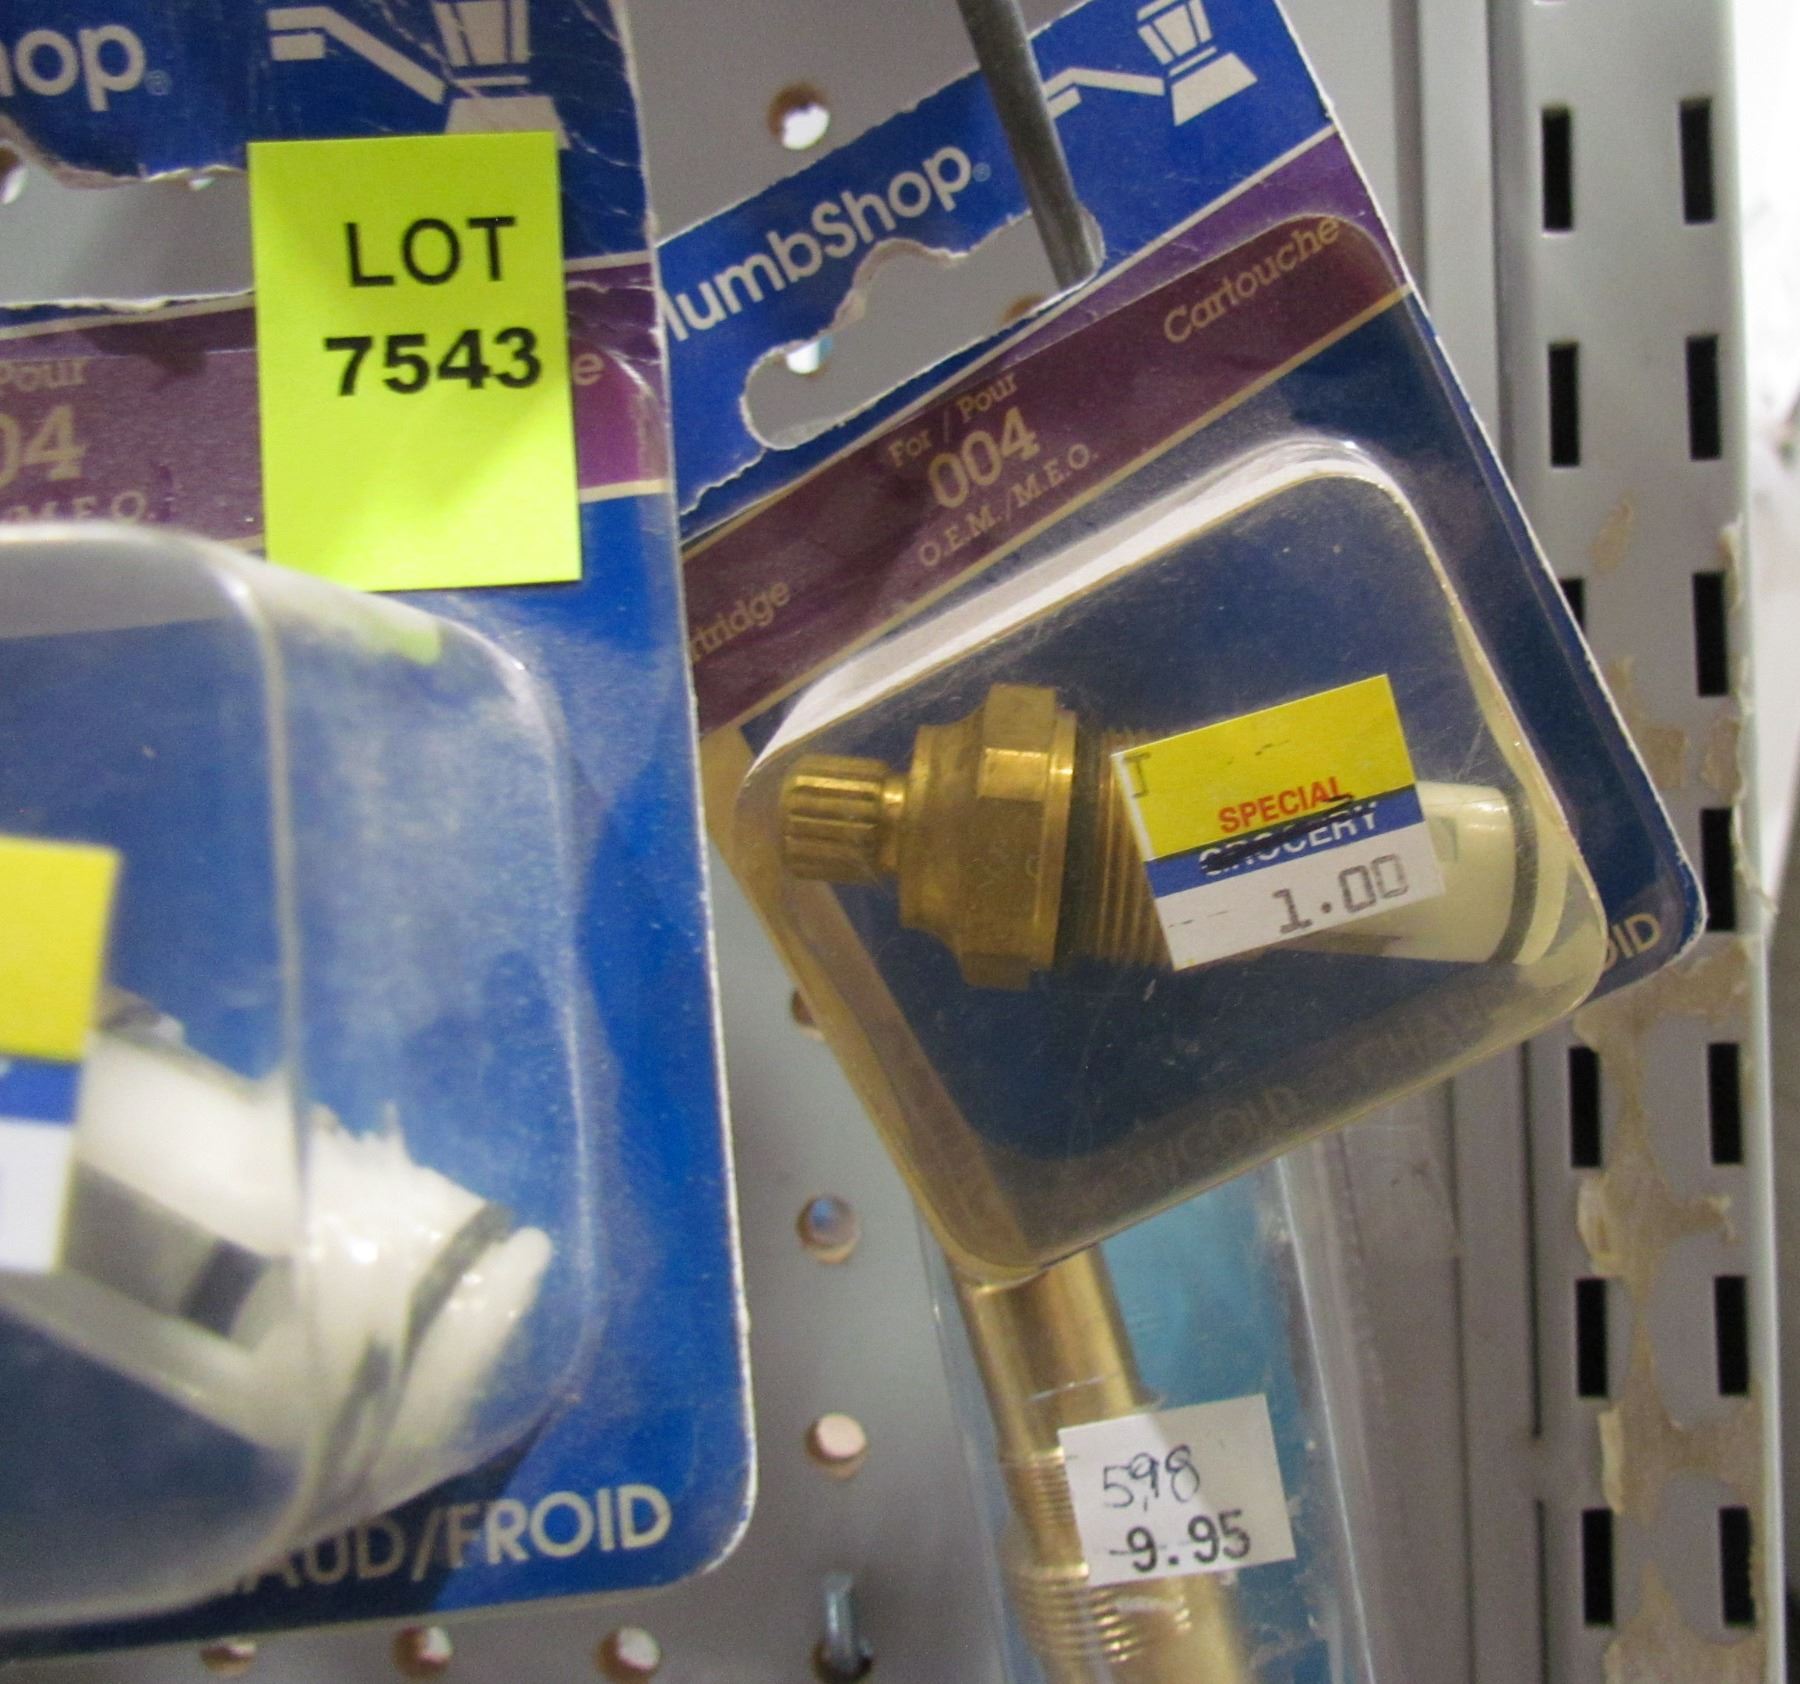 op®
LOT
7543
Pour
04
M.E.O.
e
AUD/FROID
lumbShop®
Cartouche
For / Pour
004
O.E.M./M.E.O.
rtridge
SPECIAL
GROCERY
1.00
OID
5,98
9.95